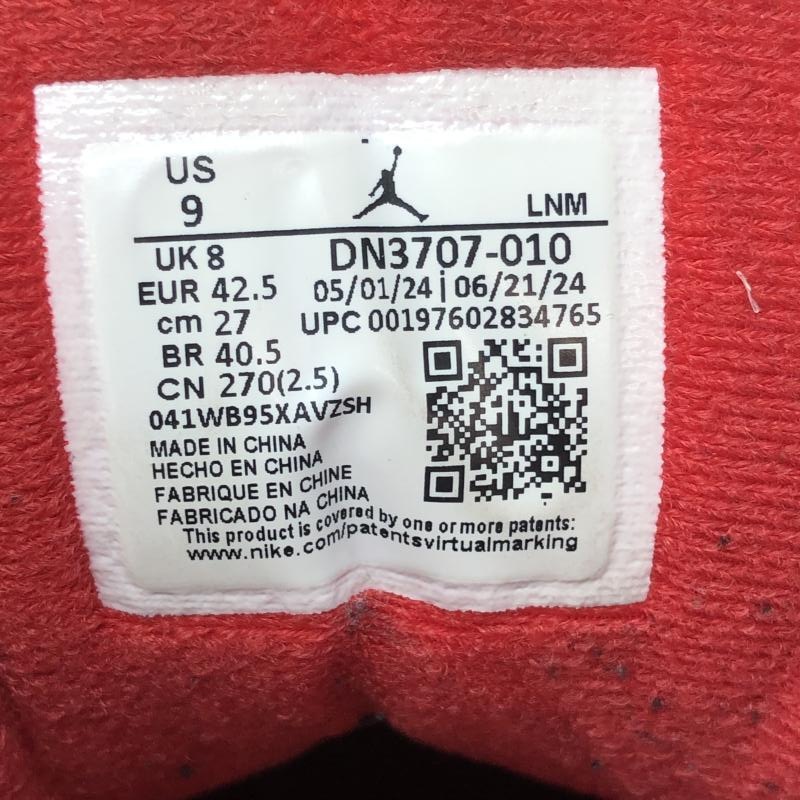 US
9
LNM
UK 8
DN3707-010
EUR 42.5
05/01/24 | 06/21/24
cm 27
UPC 00197602834765
BR 40.5
CN 270(2.5)
041WB95XAVZSH
MADE IN CHINA
HECHO EN CHINA
FABRIQUE EN CHINE
FABRICADO NA CHINA
This product is covered by one or more patents:
www.nike.com/patentsvirtualmarking